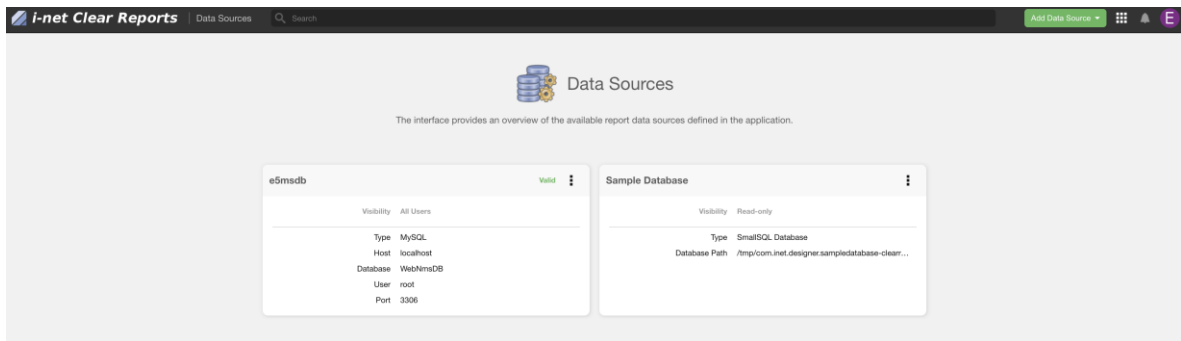 i-net Clear Reports Data Sources Search Add Data Source E
Data Sources
The interface provides an overview of the available report data sources defined in the application.
e5msdb Valid
Visibility All Users
Type MySQL
Host localhost
Database WebNmsDB
User root
Port 3306
Sample Database
Visibility Read-only
Type SmallSQL Database
Database Path /tmp/com.inet.designer.sampledatabase-clearr...